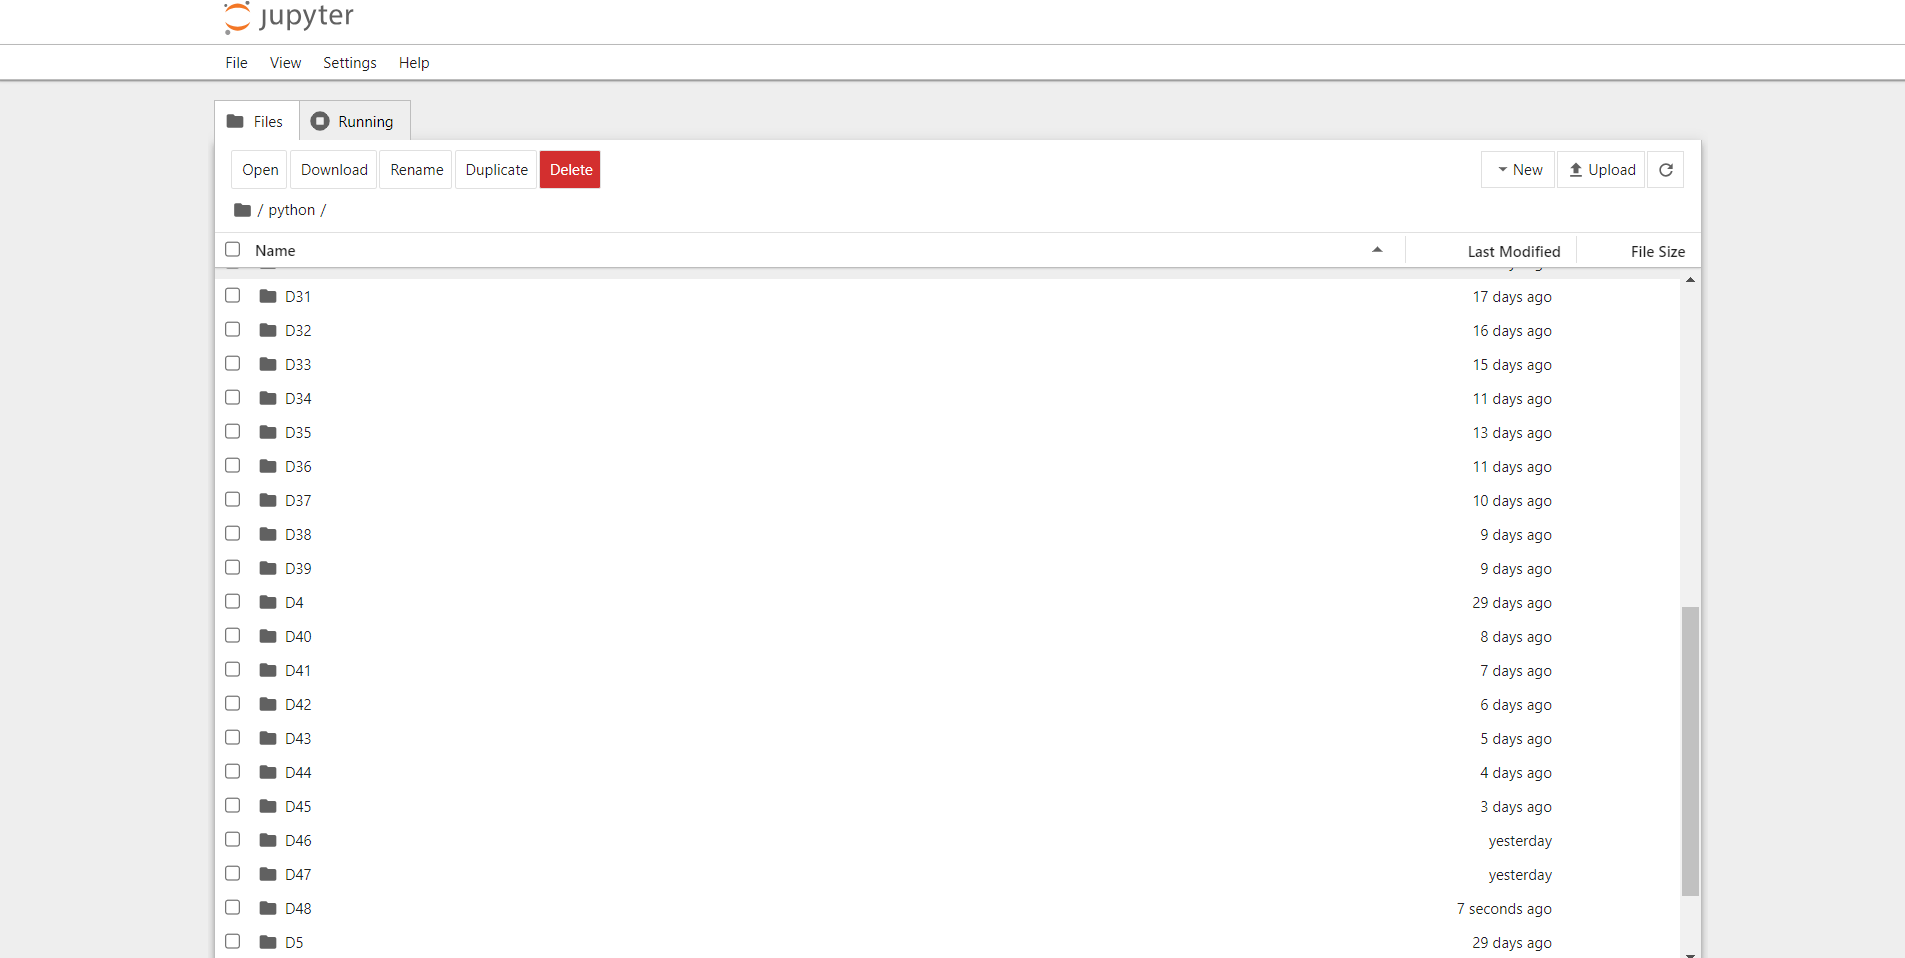 jupyter
File View Settings Help
Files Running
Open Download Rename Duplicate Delete New Upload
/ python /
Name Last Modified File Size
D31 17 days ago
D32 16 days ago
D33 15 days ago
D34 11 days ago
D35 13 days ago
D36 11 days ago
D37 10 days ago
D38 9 days ago
D39 9 days ago
D4 29 days ago
D40 8 days ago
D41 7 days ago
D42 6 days ago
D43 5 days ago
D44 4 days ago
D45 3 days ago
D46 yesterday
D47 yesterday
D48 7 seconds ago
D5 29 days ago